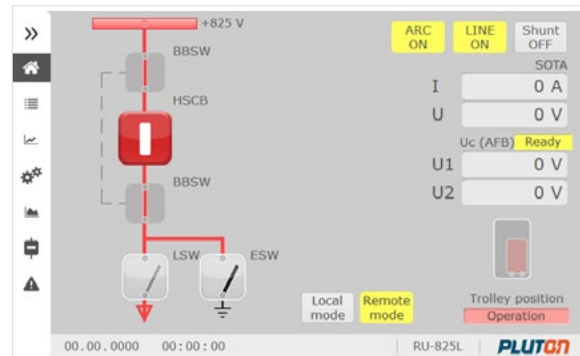 +825 V
BBSW
HSCB
BBSW
LSW
ESW
ARC
ON
LINE
ON
Shunt
OFF
SOTA
I
0 A
U
0 V
Uc (AFB)
Ready
U1
0 V
U2
0 V
Local
mode
Remote
mode
Trolley position
Operation
00.00.0000
00:00:00
RU-825L
PLUTON